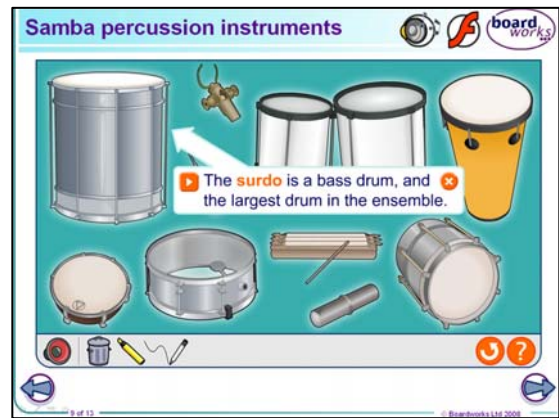 Samba percussion instruments
board
works
The surdo is a bass drum, and
the largest drum in the ensemble.
?
9 of 13
© Boardworks Ltd 2008